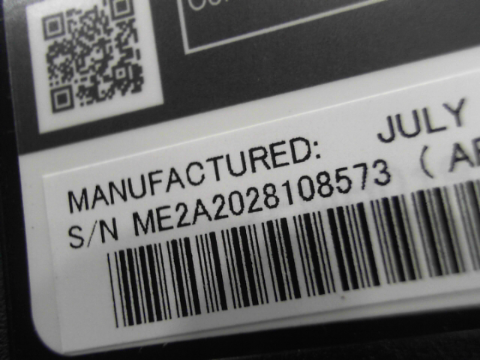 MANUFACTURED: JULY
S/N ME2A2028108573 (